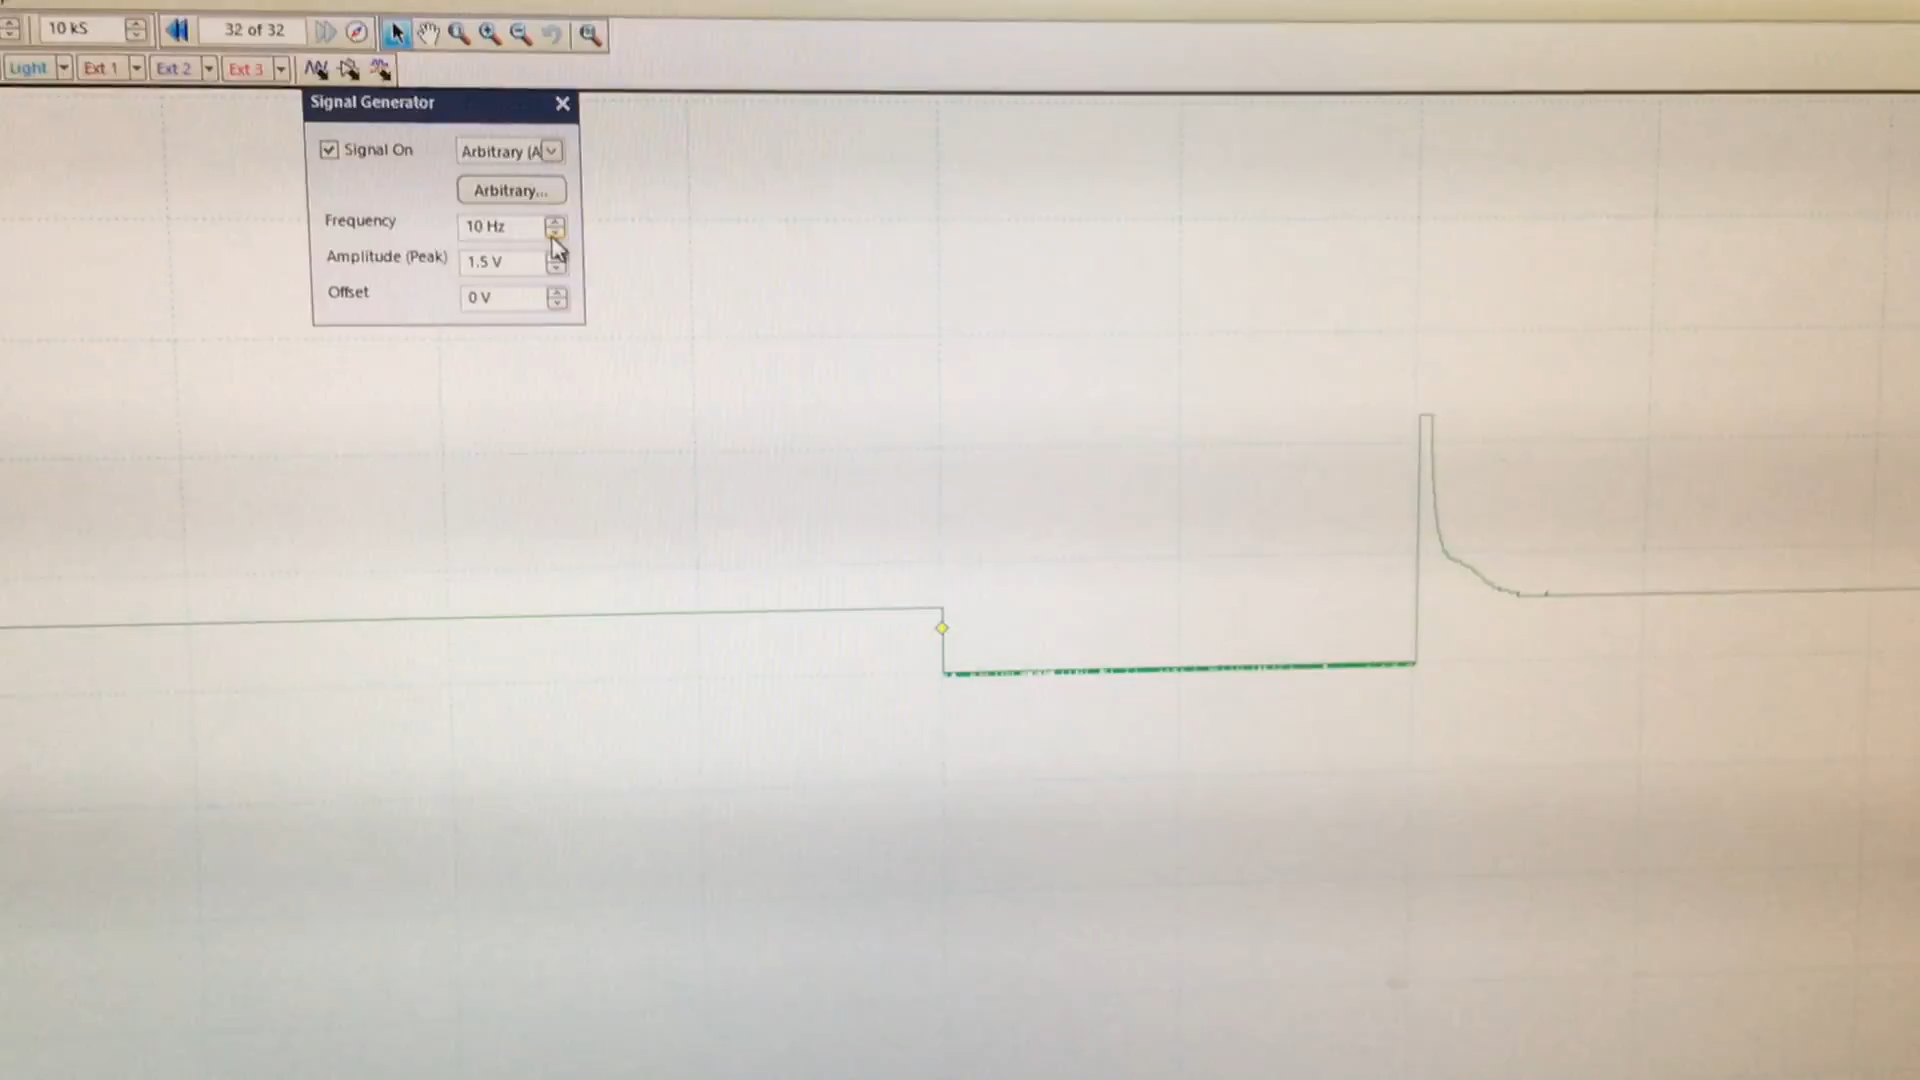 10 kS
32 of 32
Light Ext 1 Ext 2 Ext 3
Signal Generator
Signal On
Arbitrary (A
Arbitrary...
Frequency 10 Hz
Amplitude (Peak) 1.5 V
Offset 0 V